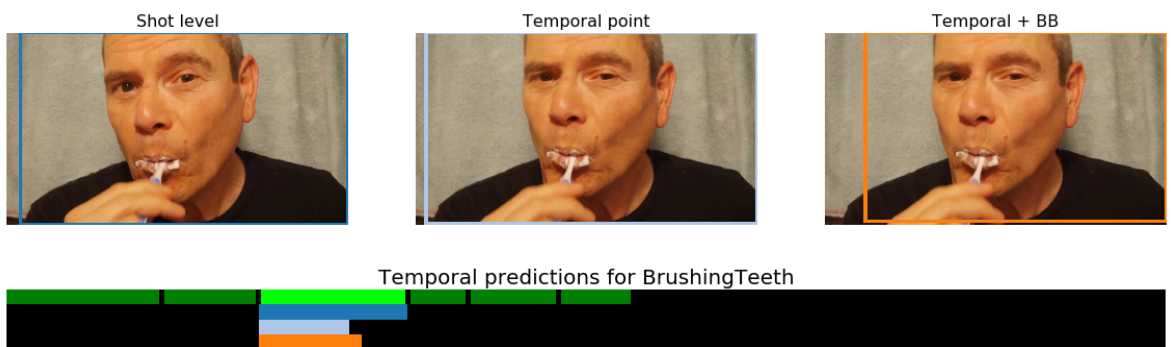 Shot level
Temporal point
Temporal + BB
Temporal predictions for BrushingTeeth